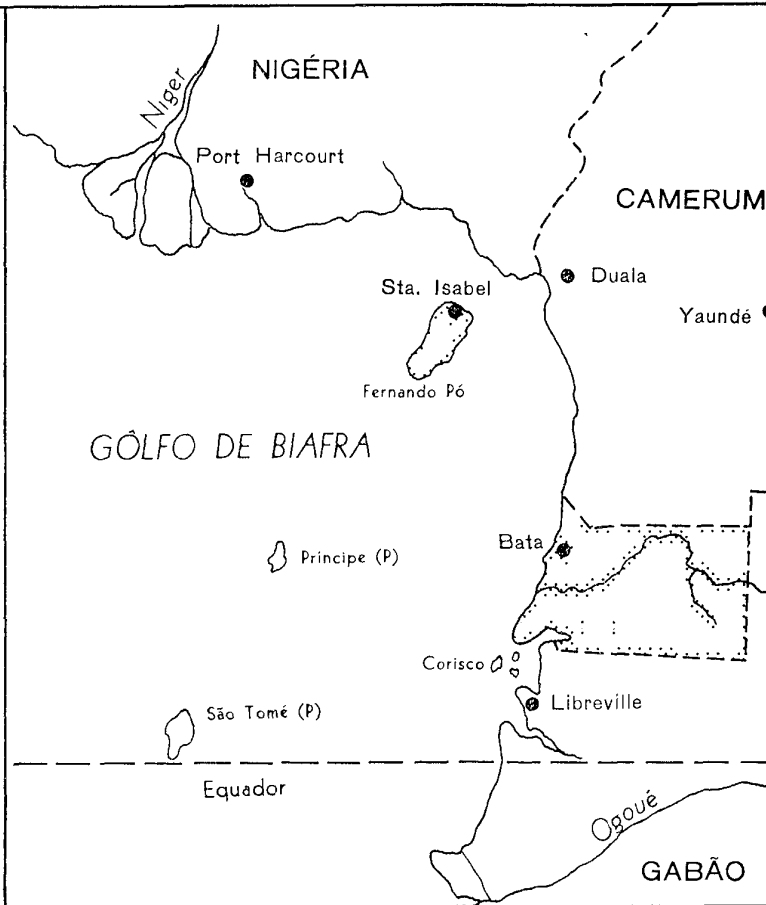 NIGÉRIA
Niger
Port Harcourt
CAMERUM
Duala
Sta. Isabel
Yaundé
Fernando Pó
GÔLFO DE BIAFRA
Bata
Principe (P)
Corisco
Libreville
São Tomé (P)
Equador
Ogoué
GABÃO